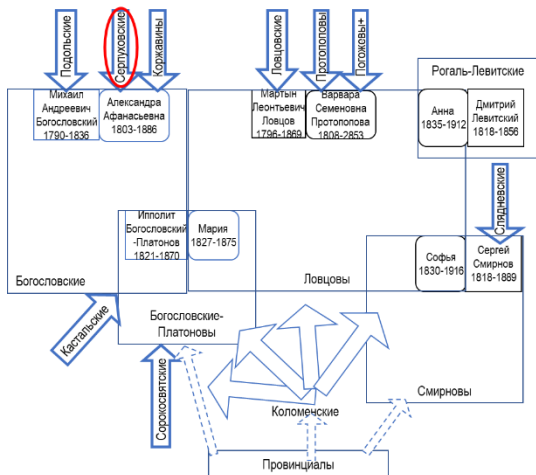 Подольские
Серпуховские
Коржавины
Ловцовские
Протопоповы
Погожевы+
Рогаль-Левитские
Михаил
Андреевич
Богословский
1790-1836
Александра
Афанасьевна
1803-1886
Мартын
Леонтьевич
Ловцов
1796-1869
Варвара
Семеновна
Протопопова
1808-2853
Анна
1835-1912
Дмитрий
Левитский
1818-1856
Слядневские
Ипполит
Богословский
-Платонов
1821-1870
Мария
1827-1875
Софья
1830-1916
Сергей
Смирнов
1818-1889
Богословские
Ловцовы
Кастальские
Богословские-
Платоновы
Сорокосвятские
Коломенские
Смирновы
Провинциалы